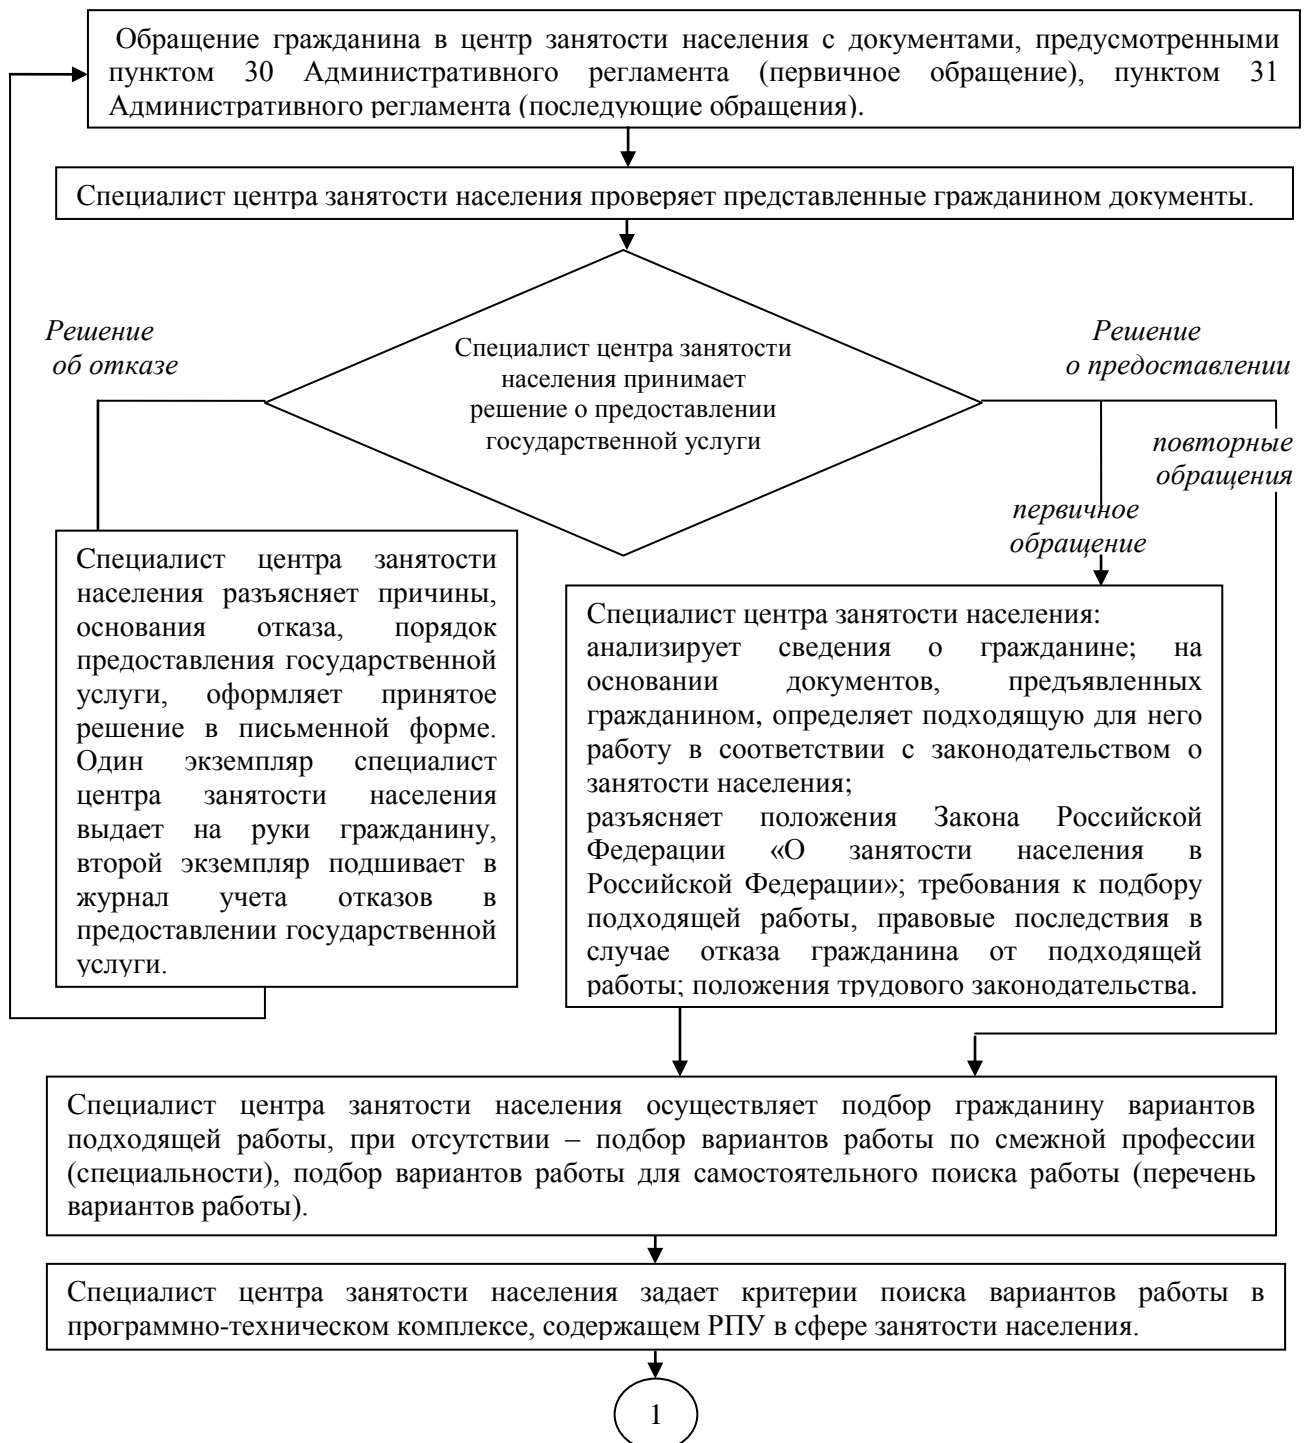 Обращение гражданина в центр занятости населения с документами, предусмотренными
пунктом 30 Административного регламента (первичное обращение), пунктом 31
Административного регламента (последующие обращения).
Специалист центра занятости населения проверяет представленные гражданином документы.
Решение
об отказе
Специалист центра занятости
населения принимает
решение о предоставлении
государственной услуги
Решение
о предоставлении
повторные
обращения
первичное
обращение
Специалист центра занятости
населения разъясняет причины,
основания отказа, порядок
предоставления государственной
услуги, оформляет принятое
решение в письменной форме.
Один экземпляр специалист
центра занятости населения
выдает на руки гражданину,
второй экземпляр подшивает в
журнал учета отказов в
предоставлении государственной
услуги.
Специалист центра занятости населения:
анализирует сведения о гражданине; на
основании документов, предъявленных
гражданином, определяет подходящую для него
работу в соответствии с законодательством о
занятости населения;
разъясняет положения Закона Российской
Федерации «О занятости населения в
Российской Федерации»; требования к подбору
подходящей работы, правовые последствия в
случае отказа гражданина от подходящей
работы; положения трудового законодательства.
Специалист центра занятости населения осуществляет подбор гражданину вариантов
подходящей работы, при отсутствии – подбор вариантов работы по смежной профессии
(специальности), подбор вариантов работы для самостоятельного поиска работы (перечень
вариантов работы).
Специалист центра занятости населения задает критерии поиска вариантов работы в
программно-техническом комплексе, содержащем РПУ в сфере занятости населения.
1